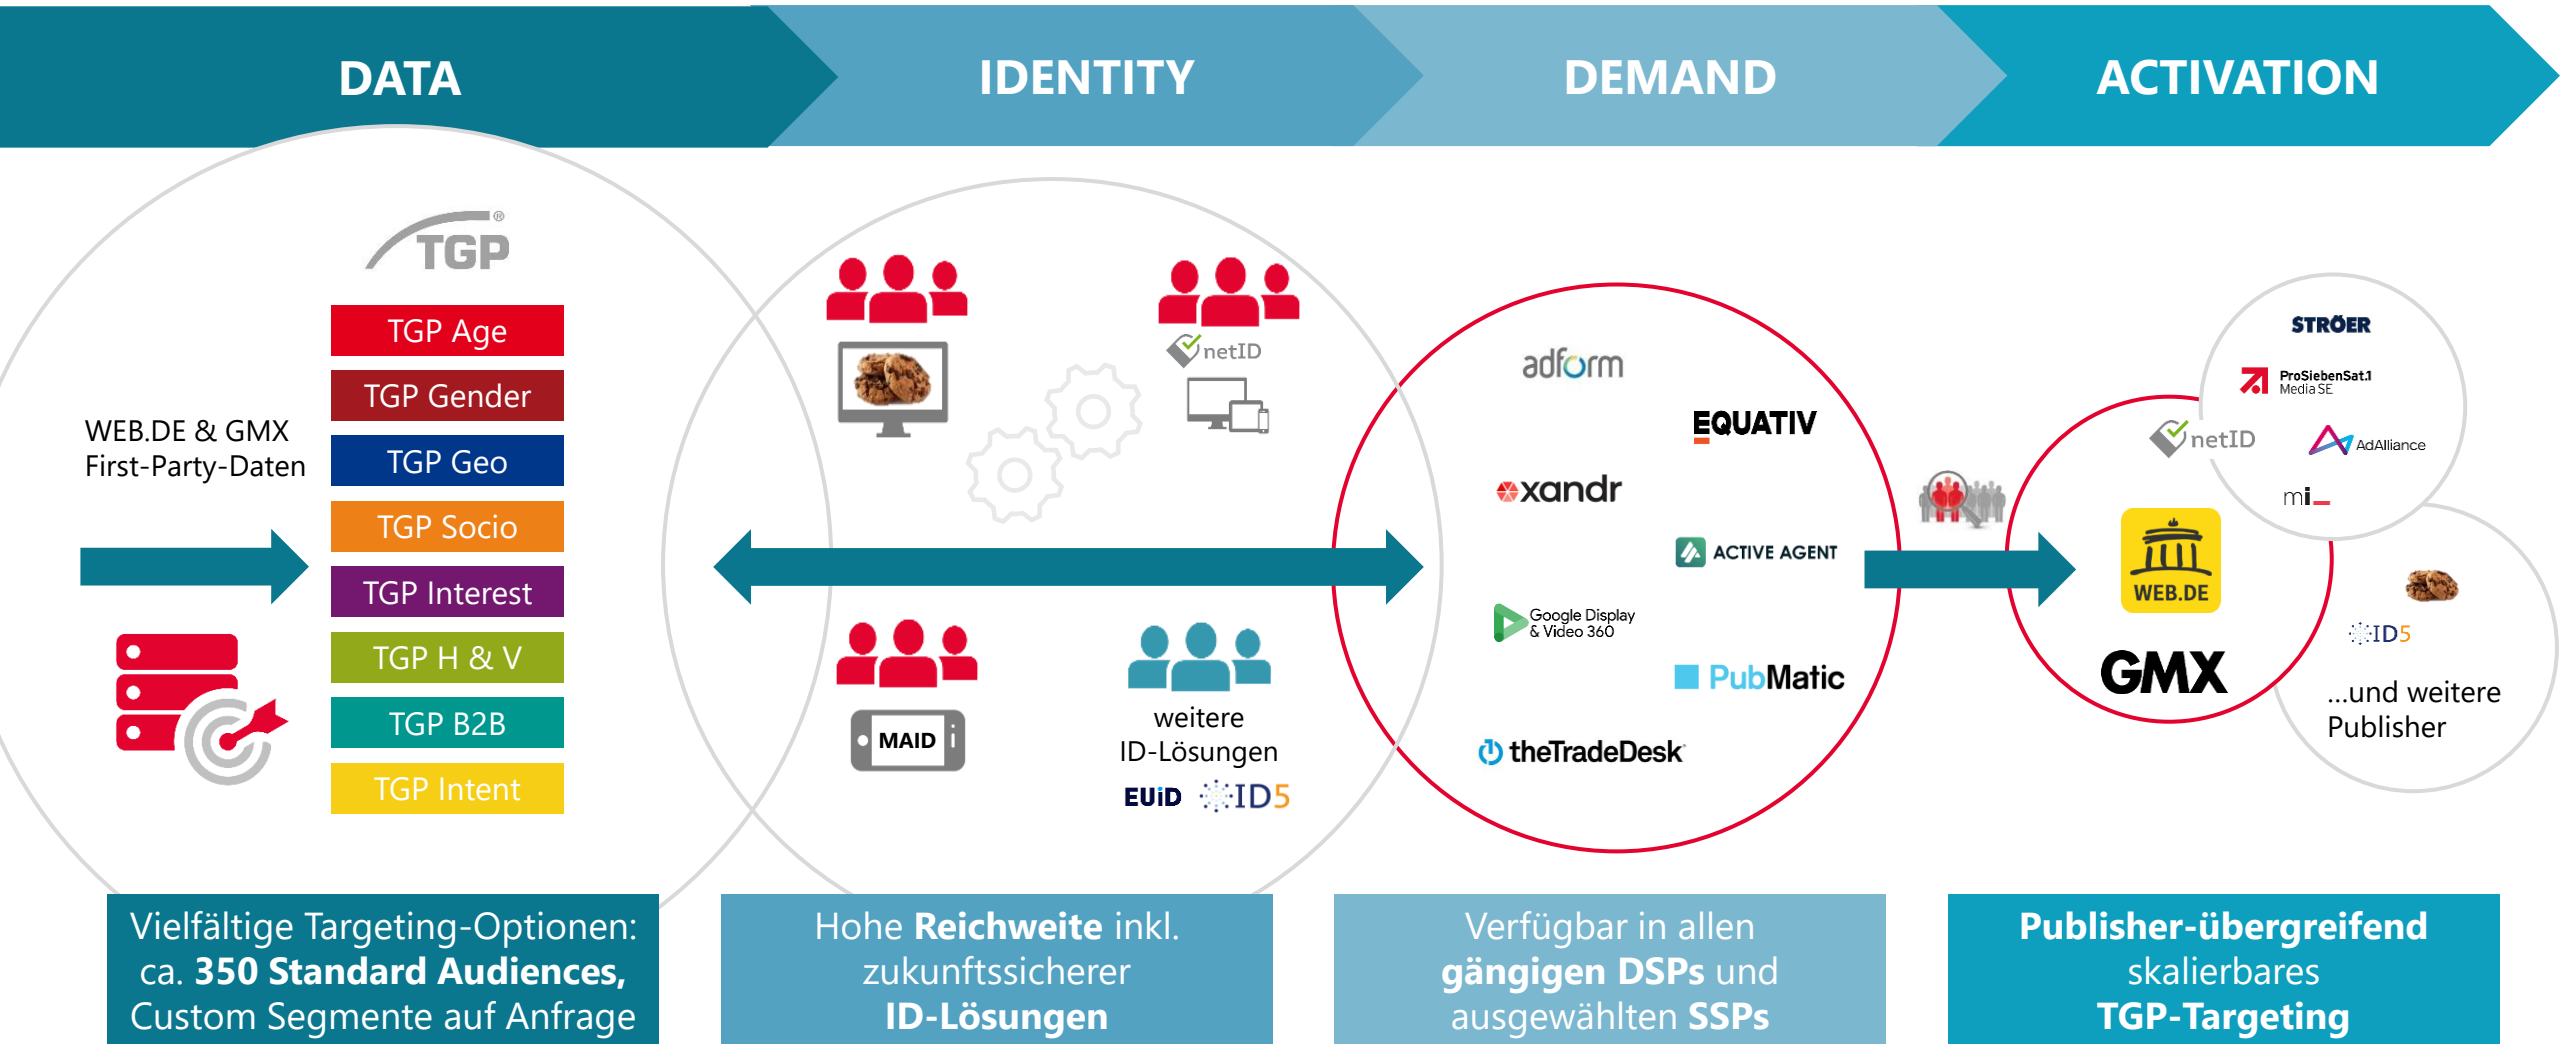 DATA
IDENTITY
DEMAND
ACTIVATION
TGP®
WEB.DE & GMX
First-Party-Daten
TGP Age
TGP Gender
TGP Geo
TGP Socio
TGP Interest
TGP H & V
TGP B2B
TGP Intent
netID
MAID
weitere
ID-Lösungen
EUiD
ID5
adform
EQUATIV
xandr
ACTIVE AGENT
Google Display
& Video 360
PubMatic
theTradeDesk
STRÖER
ProSiebenSat.1
Media SE
netID
AdAlliance
mi
WEB.DE
GMX
ID5
...und weitere
Publisher
Vielfältige Targeting-Optionen:
ca. 350 Standard Audiences,
Custom Segmente auf Anfrage
Hohe Reichweite inkl.
zukunftssicherer
ID-Lösungen
Verfügbar in allen
gängigen DSPs und
ausgewählten SSPs
Publisher-übergreifend
skalierbares
TGP-Targeting